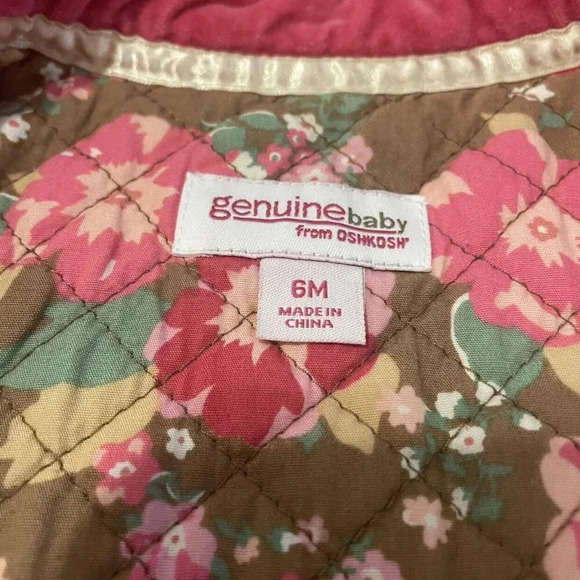 genuinebaby
from OSHKOSH
6M
MADE IN
CHINA